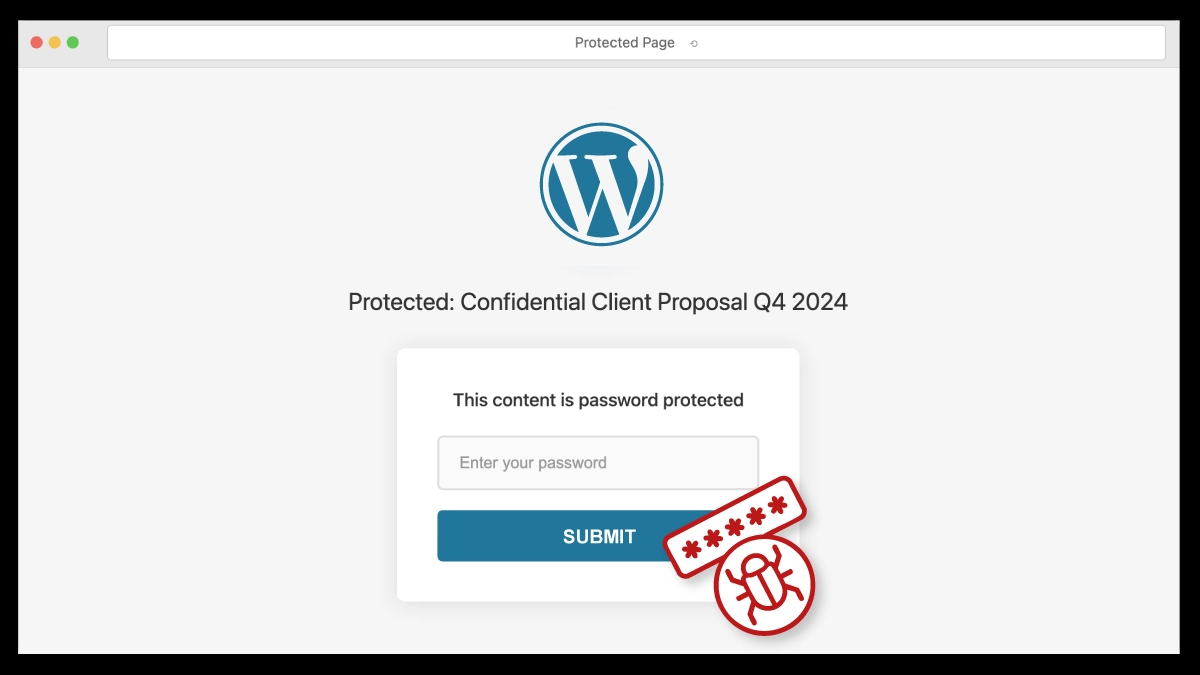 Protected Page
Protected: Confidential Client Proposal Q4 2024
This content is password protected
Enter your password
SUBMIT
*****